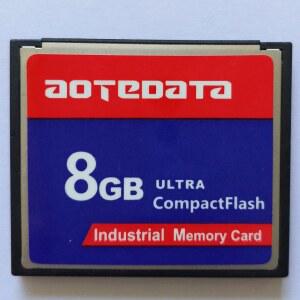 AOTEDATA
8GB ULTRA
CompactFlash
Industrial Memory Card